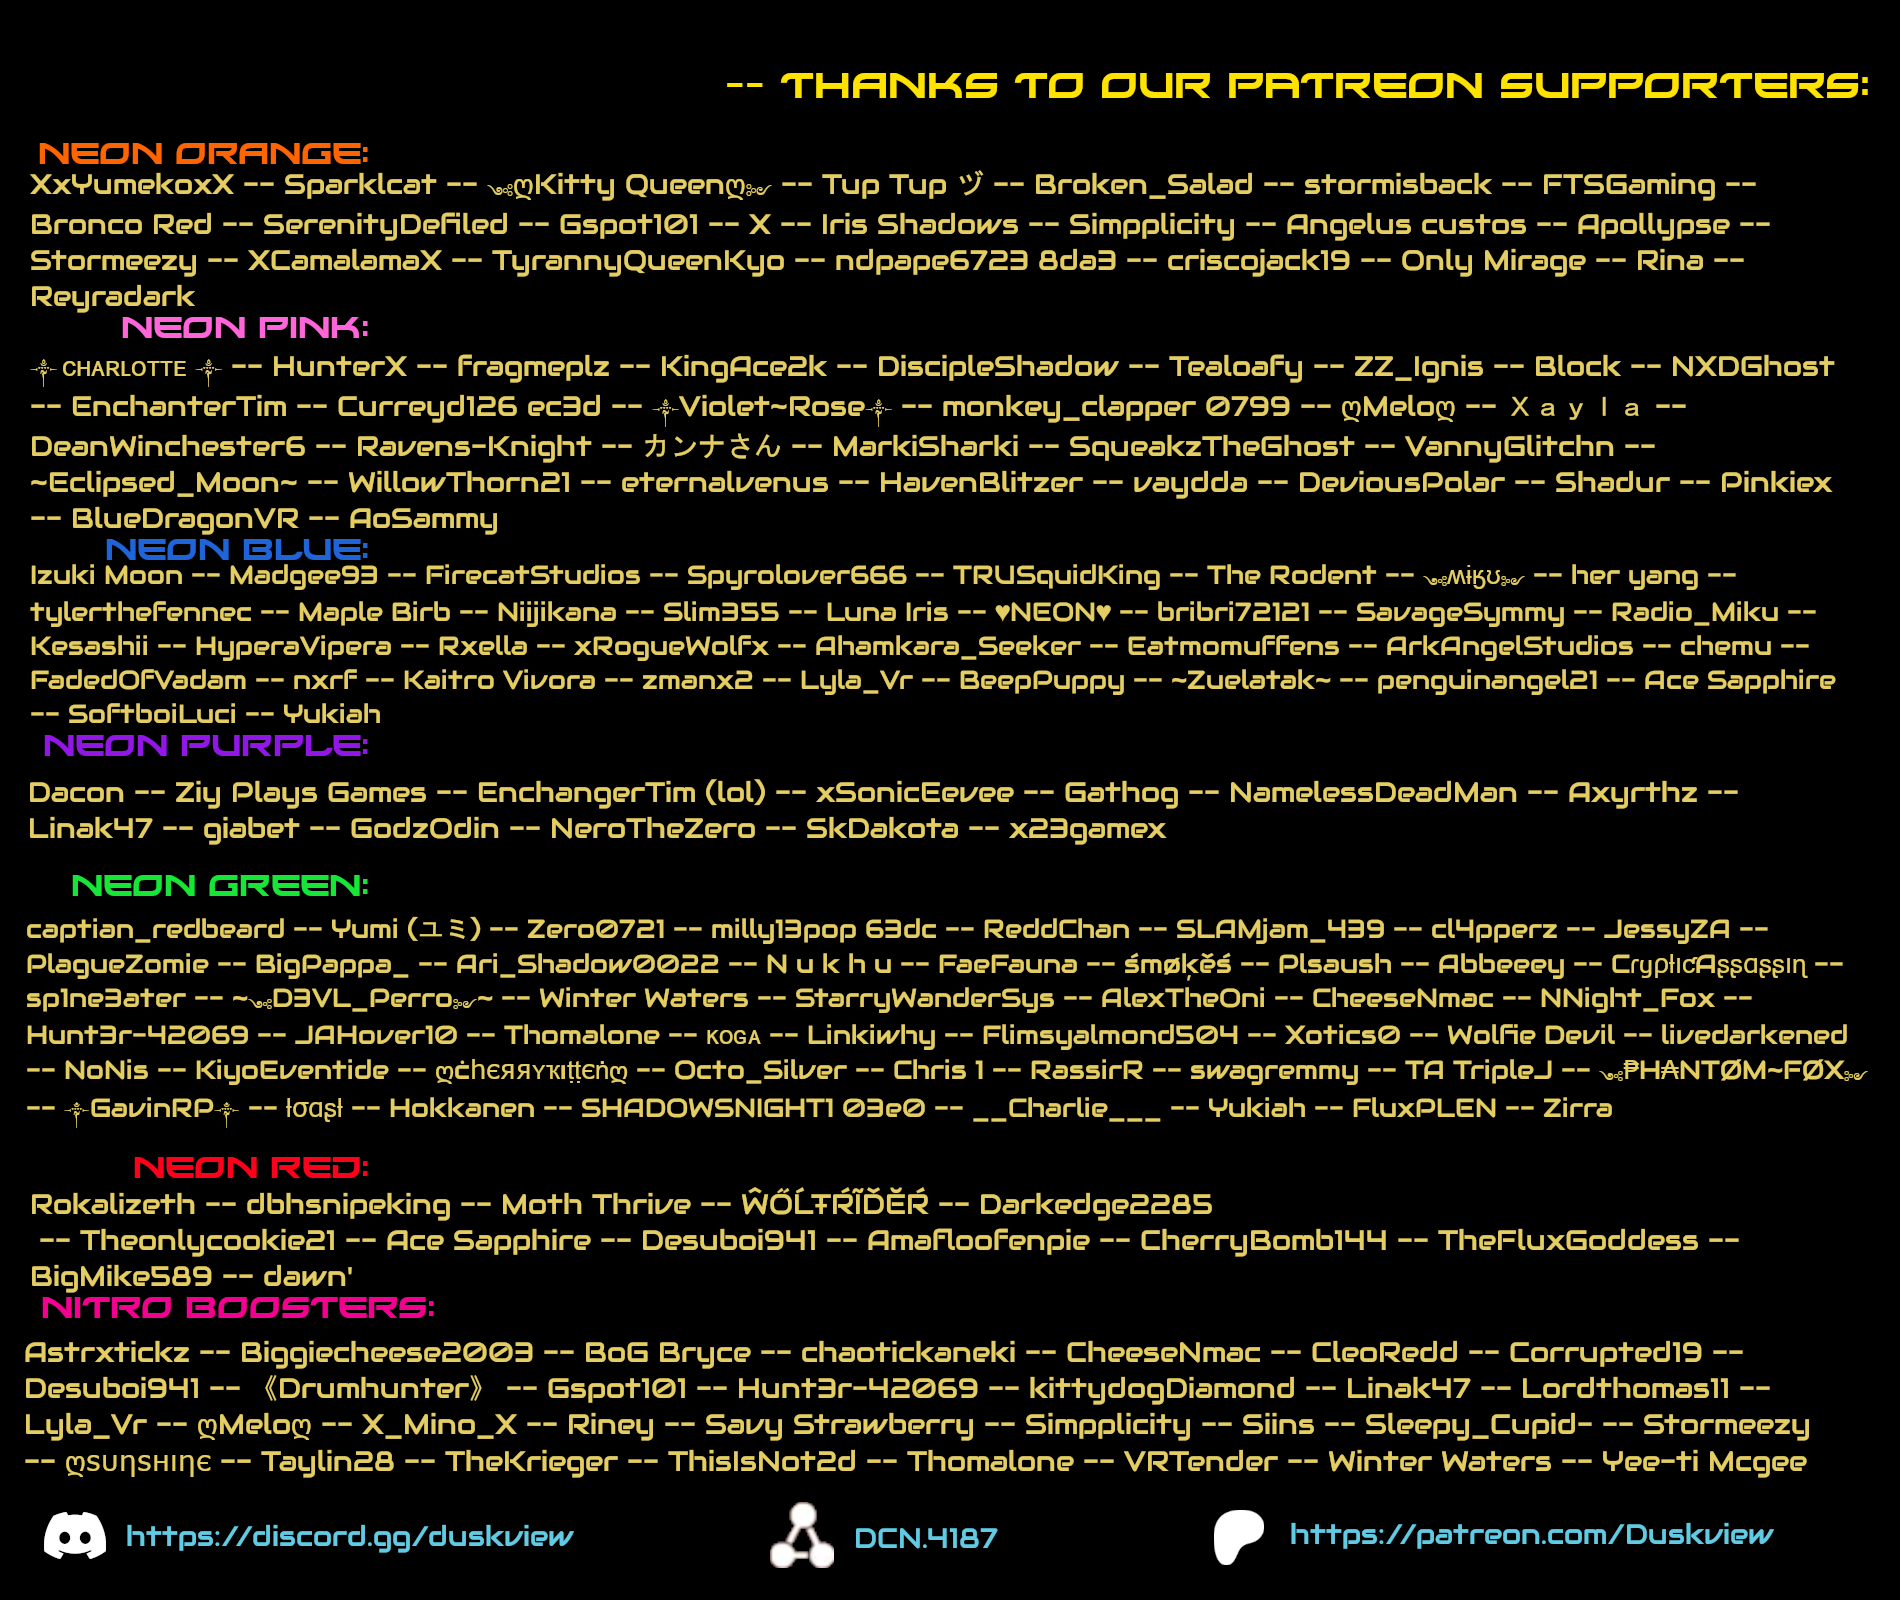 -- THANKS TO OUR PATREON SUPPORTERS:
NEON ORANGE:
XxYumekoxX -- Sparklcat -- ༺ღKitty Queenღ༻ -- Tup Tup ヅ -- Broken_Salad -- stormisback -- FTSGaming --
Bronco Red -- SerenityDefiled -- Gspot101 -- X -- Iris Shadows -- Simpplicity -- Angelus custos -- Apollypse --
Stormeezy -- XCamalamaX -- TyrannyQueenKyo -- ndpape6723 8da3 -- criscojack19 -- Only Mirage -- Rina --
Reyradark
NEON PINK:
༒ ᴄʜᴀʀʟᴏᴛᴛᴇ ༒ -- HunterX -- fragmeplz -- KingAce2k -- DiscipleShadow -- Tealoafy -- ZZ_Ignis -- Block -- NXDGhost
-- EnchanterTim -- Curreyd126 ec3d -- ༒Violet~Rose༒ -- monkey_clapper 0799 -- ღMeloღ -- Ｘａｙｌａ --
DeanWinchester6 -- Ravens-Knight -- カンナさん -- MarkiSharki -- SqueakzTheGhost -- VannyGlitchn --
~Eclipsed_Moon~ -- WillowThorn21 -- eternalvenus -- HavenBlitzer -- vaydda -- DeviousPolar -- Shadur -- Pinkiex
-- BlueDragonVR -- AoSammy
NEON BLUE:
Izuki Moon -- Madgee93 -- FirecatStudios -- Spyrolover666 -- TRUSquidKing -- The Rodent -- ༺ʍɨӄʊ༻ -- her yang --
tylerthefennec -- Maple Birb -- Niijikana -- Slim355 -- Luna Iris -- ♥NEON♥ -- bribri72121 -- SavageSymmy -- Radio_Miku --
Kesashii -- HyperaVipera -- Rxella -- xRogueWolfx -- Ahamkara_Seeker -- Eatmomuffens -- ArkAngelStudios -- chemu --
FadedOfVadam -- nxrf -- Kaitro Vivora -- zmanx2 -- Lyla_Vr -- BeepPuppy -- ~Zuelatak~ -- penguinangel21 -- Ace Sapphire
-- SoftboiLuci -- Yukiah
NEON PURPLE:
Dacon -- Ziy Plays Games -- EnchangerTim (lol) -- xSonicEevee -- Gathog -- NamelessDeadMan -- Axyrthz --
Linak47 -- giabet -- GodzOdin -- NeroTheZero -- SkDakota -- x23gamex
NEON GREEN:
captian_redbeard -- Yumi (ユミ) -- Zero0721 -- milly13pop 63dc -- ReddChan -- SLAMjam_439 -- cl4pperz -- JessyZA --
PlagueZomie -- BigPappa_ -- Ari_Shadow0022 -- N u k h u -- FaeFauna -- śmøķěś -- Plsaush -- Abbeeey -- CɾყρƚιƈAʂʂαʂʂιɳ --
sp1ne3ater -- ~༺D3VL_Perro༻~ -- Winter Waters -- StarryWanderSys -- AlexTheOni -- CheeseNmac -- NNight_Fox --
Hunt3r-42069 -- JAHover10 -- Thomalone -- ᴋᴏɢᴀ -- Linkiwhy -- Flimsyalmond504 -- Xotics0 -- Wolfie Devil -- livedarkened
-- NoNis -- KiyoEventide -- ღċhєяяʏĸıẗẗєṅღ -- Octo_Silver -- Chris 1 -- RassirR -- swagremmy -- TA TripleJ -- ༺₱H₳NTØM~FØX༻
-- ༒GavinRP༒ -- ƚσαʂƚ -- Hokkanen -- SHADOWSNIGHT1 03e0 -- __Charlie___ -- Yukiah -- FluxPLEN -- Zirra
NEON RED:
Rokalizeth -- dbhsnipeking -- Moth Thrive -- ŴŐĹŦŔĨĎĔŔ -- Darkedge2285
-- Theonlycookie21 -- Ace Sapphire -- Desuboi941 -- Amafloofenpie -- CherryBomb144 -- TheFluxGoddess --
BigMike589 -- dawn'
NITRO BOOSTERS:
Astrxtickz -- Biggiecheese2003 -- BoG Bryce -- chaotickaneki -- CheeseNmac -- CleoRedd -- Corrupted19 --
Desuboi941 -- 《Drumhunter》 -- Gspot101 -- Hunt3r-42069 -- kittydogDiamond -- Linak47 -- Lordthomas11 --
Lyla_Vr -- ღMeloღ -- X_Mino_X -- Riney -- Savy Strawberry -- Simpplicity -- Siins -- Sleepy_Cupid- -- Stormeezy
-- ღsυηsнιηє -- Taylin28 -- TheKrieger -- ThisIsNot2d -- Thomalone -- VRTender -- Winter Waters -- Yee-ti Mcgee
https://discord.gg/duskview
DCN.4187
https://patreon.com/Duskview